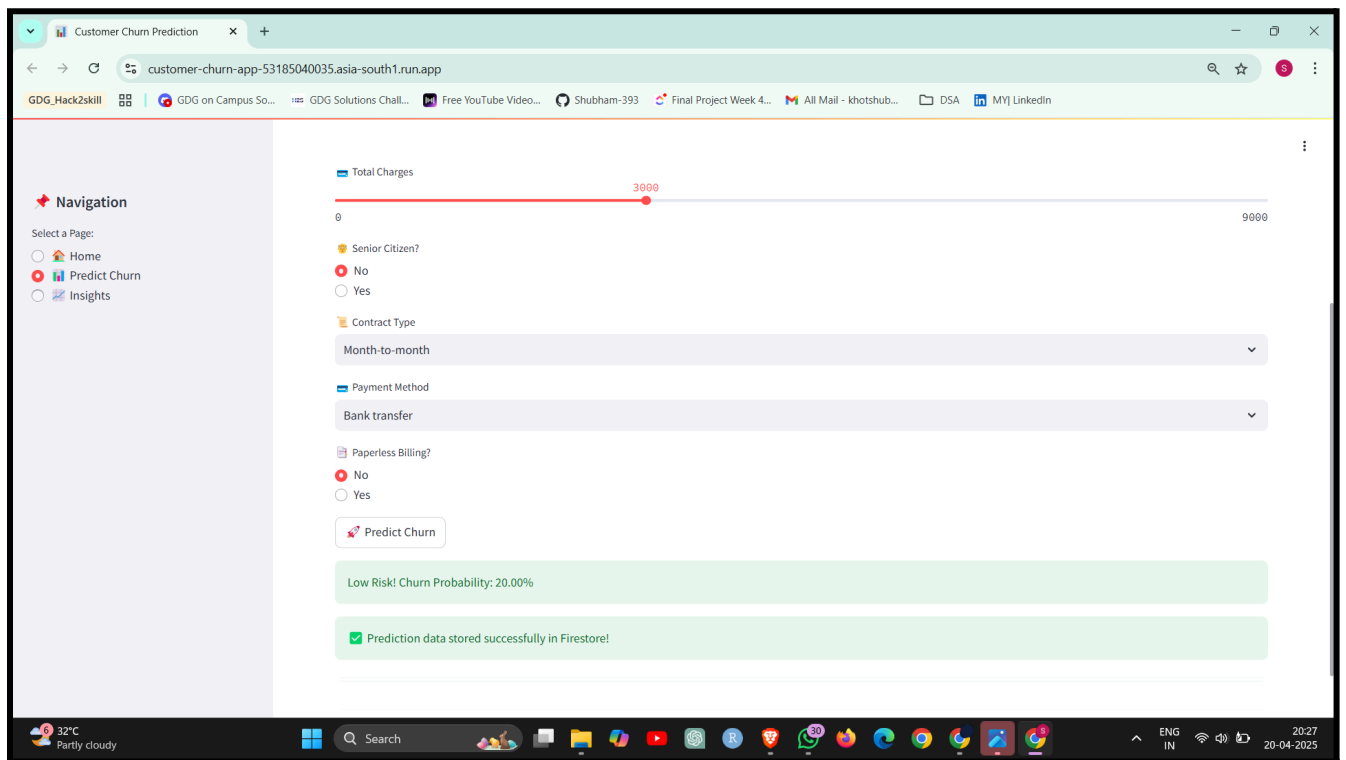 Customer Churn Prediction
customer-churn-app-53185040035.asia-south1.run.app
S
GDG_Hack2skill
GDG on Campus So...
GDG Solutions Chall...
Free YouTube Video...
Shubham-393
Final Project Week 4...
All Mail - khotshub...
DSA
MY| LinkedIn
Navigation
Select a Page:
Home
Predict Churn
Insights
Total Charges
3000
0 9000
Senior Citizen?
No
Yes
Contract Type
Month-to-month
Payment Method
Bank transfer
Paperless Billing?
No
Yes
Predict Churn
Low Risk! Churn Probability: 20.00%
Prediction data stored successfully in Firestore!
6
32°C
Partly cloudy
Search
R
30
ENG
IN
20:27
20-04-2025